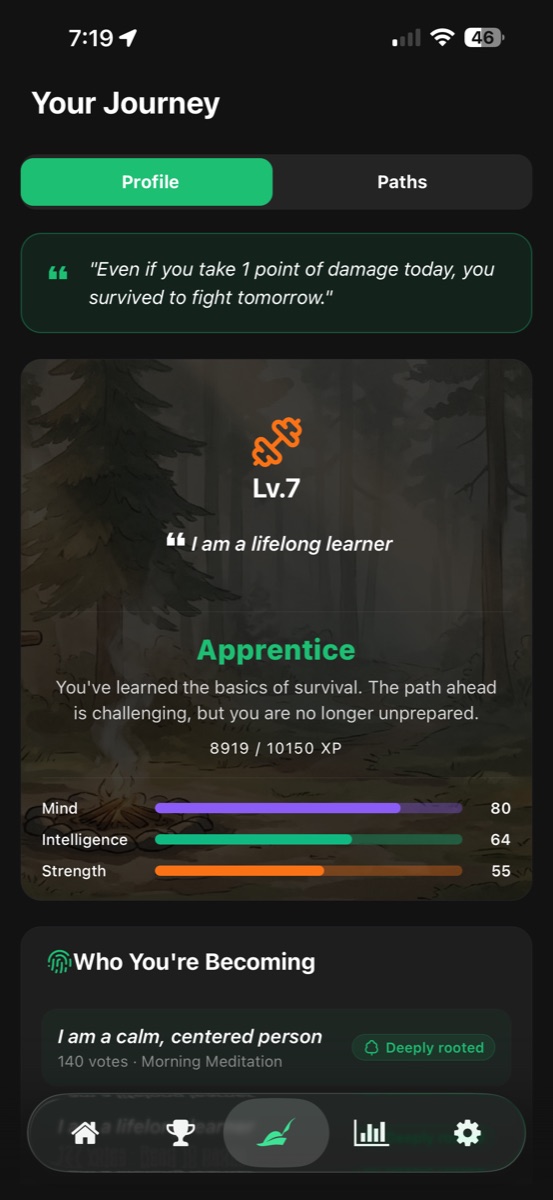 7:19
46
Your Journey
Profile
Paths
"Even if you take 1 point of damage today, you
survived to fight tomorrow."
Lv.7
I am a lifelong learner
Apprentice
You've learned the basics of survival. The path ahead
is challenging, but you are no longer unprepared.
8919 / 10150 XP
Mind 80
Intelligence 64
Strength 55
Who You're Becoming
I am a calm, centered person
140 votes · Morning Meditation
Deeply rooted
I am a lifelong learner